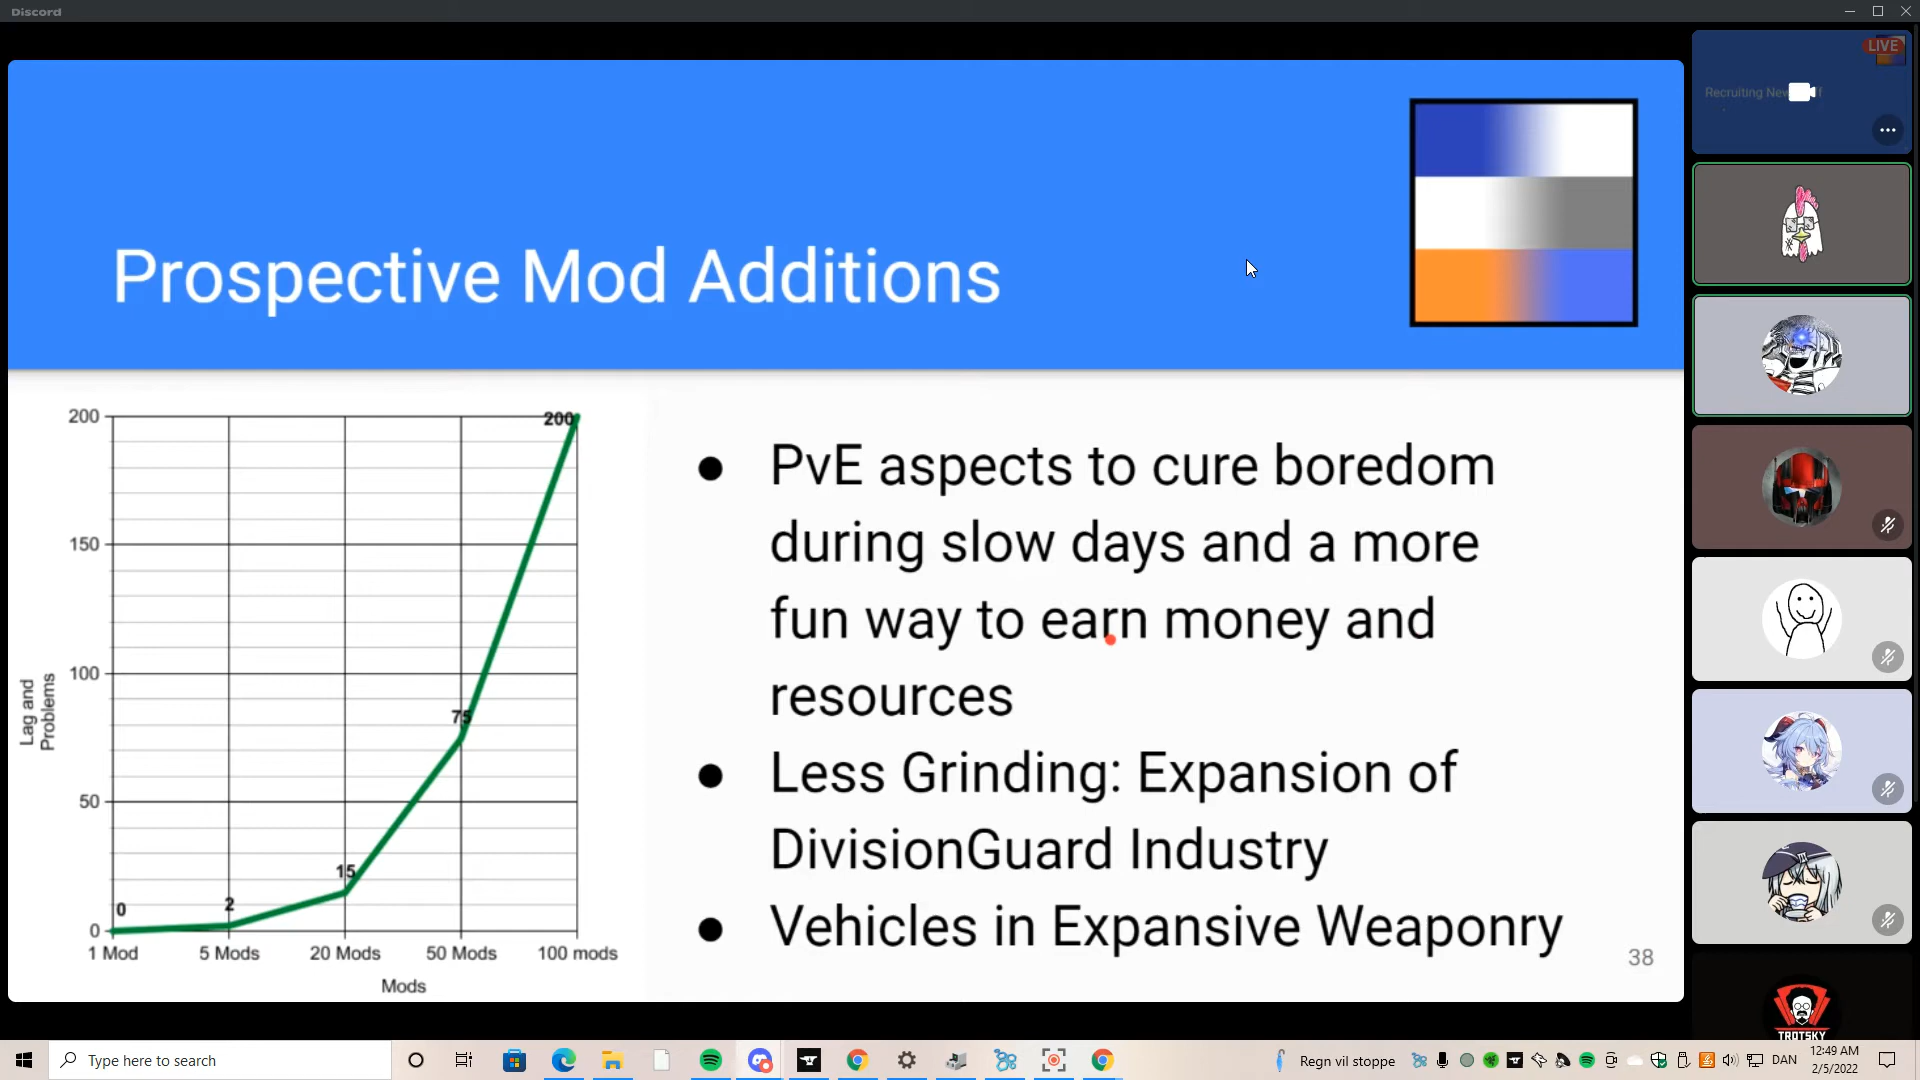 Discord
LIVE
Recruiting New
Prospective Mod Additions
200
150
100
50
0
0
2
15
75
200
Lag and
Problems
1 Mod
5 Mods
20 Mods
50 Mods
100 mods
Mods
● PvE aspects to cure boredom
during slow days and a more
fun way to earn money and
resources
● Less Grinding: Expansion of
DivisionGuard Industry
● Vehicles in Expansive Weaponry
38
TROTSKY
Type here to search
Regn vil stoppe
DAN
12:49 AM
2/5/2022